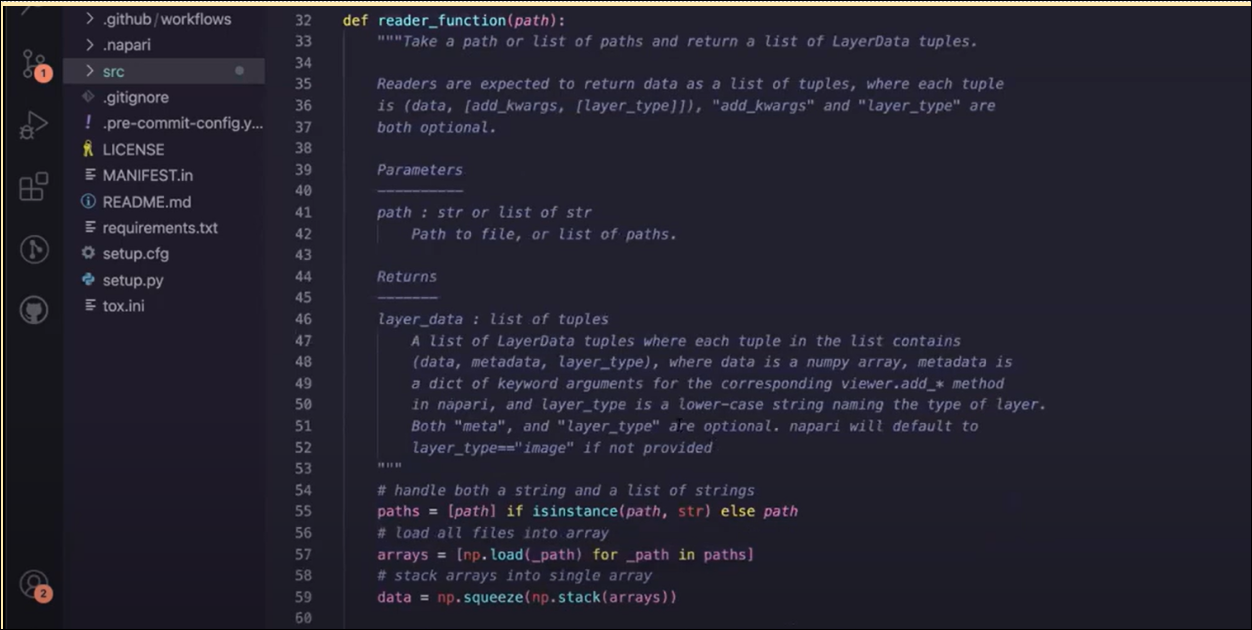 .github/workflows
.napari
src
.gitignore
.pre-commit-config.y...
LICENSE
MANIFEST.in
README.md
requirements.txt
setup.cfg
setup.py
tox.ini
1
2
32 def reader_function(path):
33 """Take a path or list of paths and return a list of LayerData tuples.
34
35 Readers are expected to return data as a list of tuples, where each tuple
36 is (data, [add_kwargs, [layer_type]]), "add_kwargs" and "layer_type" are
37 both optional.
38
39 Parameters
40 ----------
41 path : str or list of str
42 Path to file, or list of paths.
43
44 Returns
45 -------
46 layer_data : list of tuples
47 A list of LayerData tuples where each tuple in the list contains
48 (data, metadata, layer_type), where data is a numpy array, metadata is
49 a dict of keyword arguments for the corresponding viewer.add_* method
50 in napari, and layer_type is a lower-case string naming the type of layer.
51 Both "meta", and "layer_type" are optional. napari will default to
52 layer_type=="image" if not provided
53 """
54 # handle both a string and a list of strings
55 paths = [path] if isinstance(path, str) else path
56 # load all files into array
57 arrays = [np.load(_path) for _path in paths]
58 # stack arrays into single array
59 data = np.squeeze(np.stack(arrays))
60